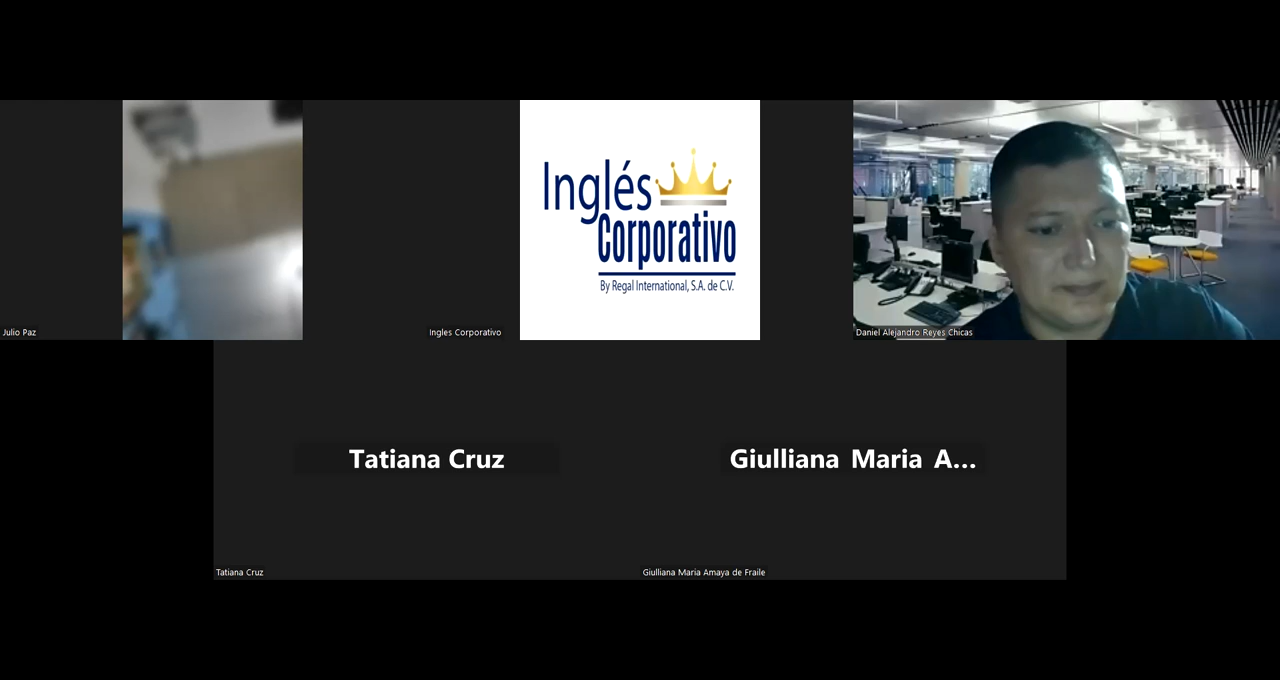 Inglés
Corporativo
By Regal International, S.A. de C.V.
Julio Paz
Ingles Corporativo
Daniel Alejandro Reyes Chicas
Tatiana Cruz
Giulliana Maria A...
Tatiana Cruz
Giulliana Maria Amaya de Fraile